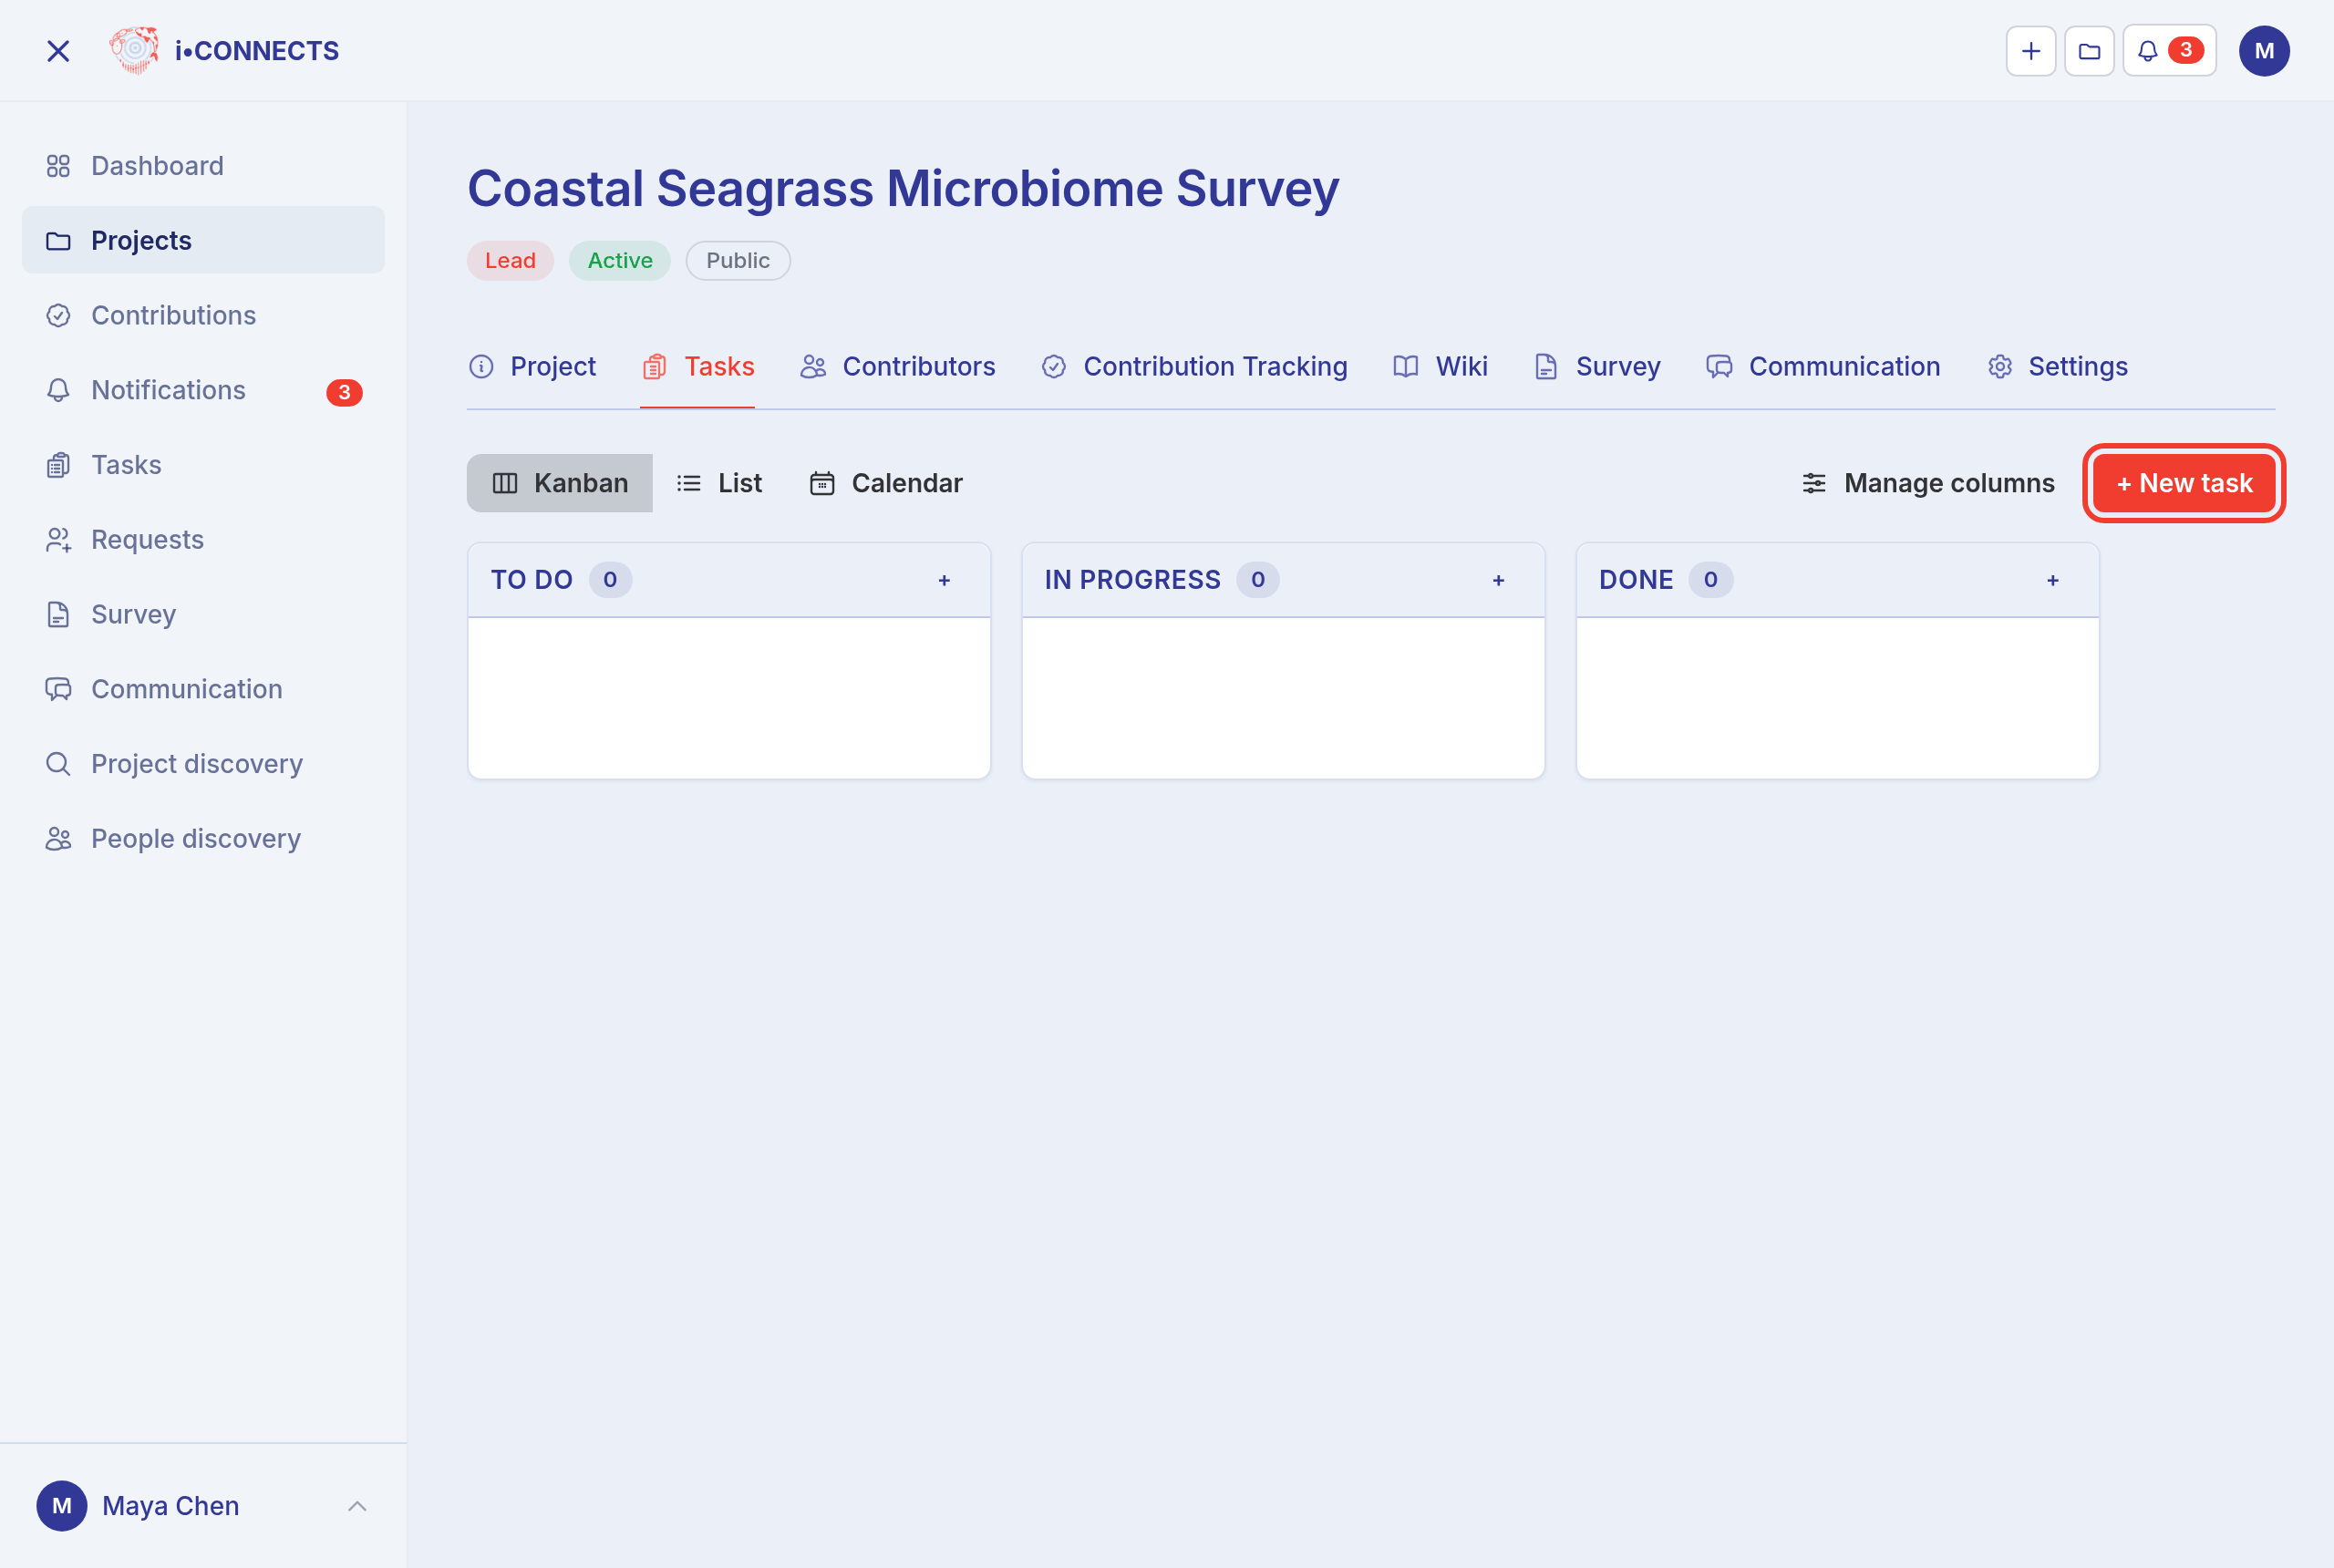 i•CONNECTS
3
M
Dashboard
Projects
Contributions
Notifications 3
Tasks
Requests
Survey
Communication
Project discovery
People discovery
Maya Chen
M
Coastal Seagrass Microbiome Survey
Lead Active Public
Project Tasks Contributors Contribution Tracking Wiki Survey Communication Settings
Kanban List Calendar Manage columns + New task
TO DO 0 + IN PROGRESS 0 + DONE 0 +